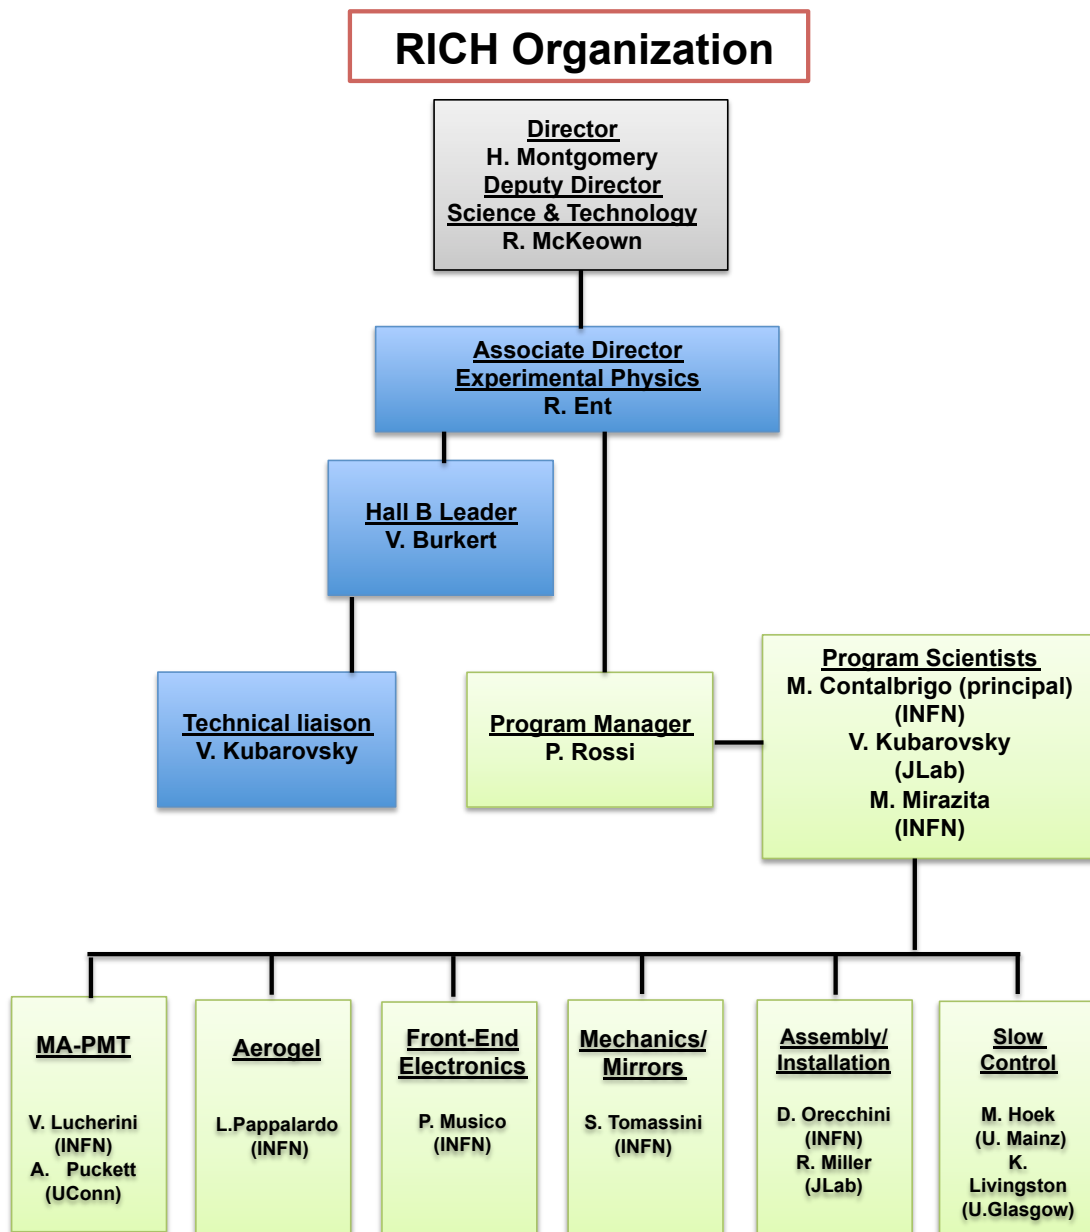 RICH Organization
Director
H. Montgomery
Deputy Director
Science & Technology
R. McKeown
Associate Director
Experimental Physics
R. Ent
Hall B Leader
V. Burkert
Technical liaison
V. Kubarovsky
Program Manager
P. Rossi
Program Scientists
M. Contalbrigo (principal)
(INFN)
V. Kubarovsky
(JLab)
M. Mirazita
(INFN)
MA-PMT
V. Lucherini
(INFN)
A. Puckett
(UConn)
Aerogel
L.Pappalardo
(INFN)
Front-End
Electronics
P. Musico
(INFN)
Mechanics/
Mirrors
S. Tomassini
(INFN)
Assembly/
Installation
D. Orecchini
(INFN)
R. Miller
(JLab)
Slow
Control
M. Hoek
(U. Mainz)
K.
Livingston
(U.Glasgow)